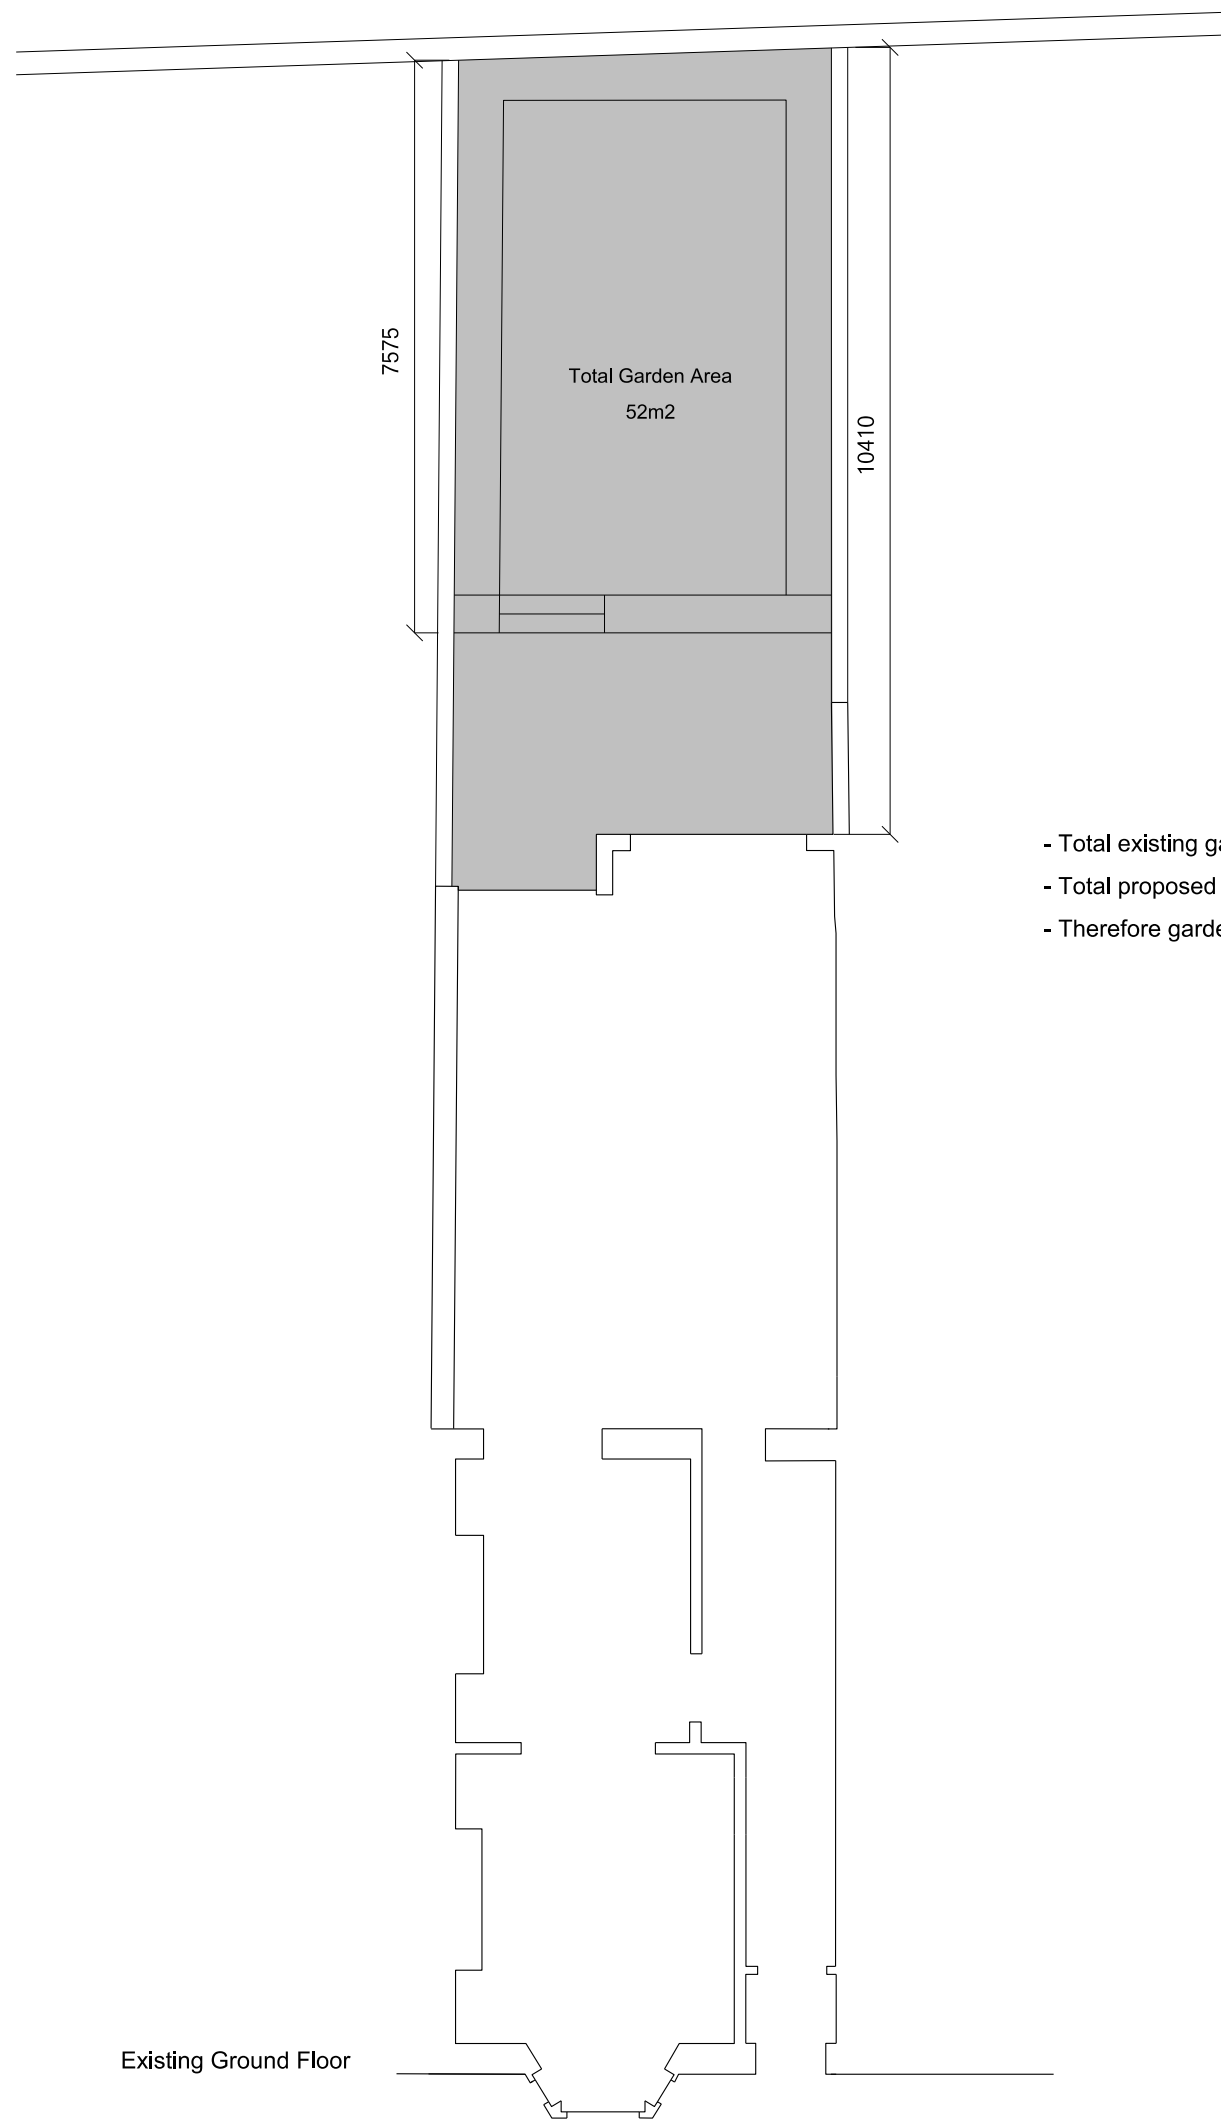 7575
Total Garden Area
52m2
10410
- Total existing
- Total proposed
- Therefore
Existing Ground Floor